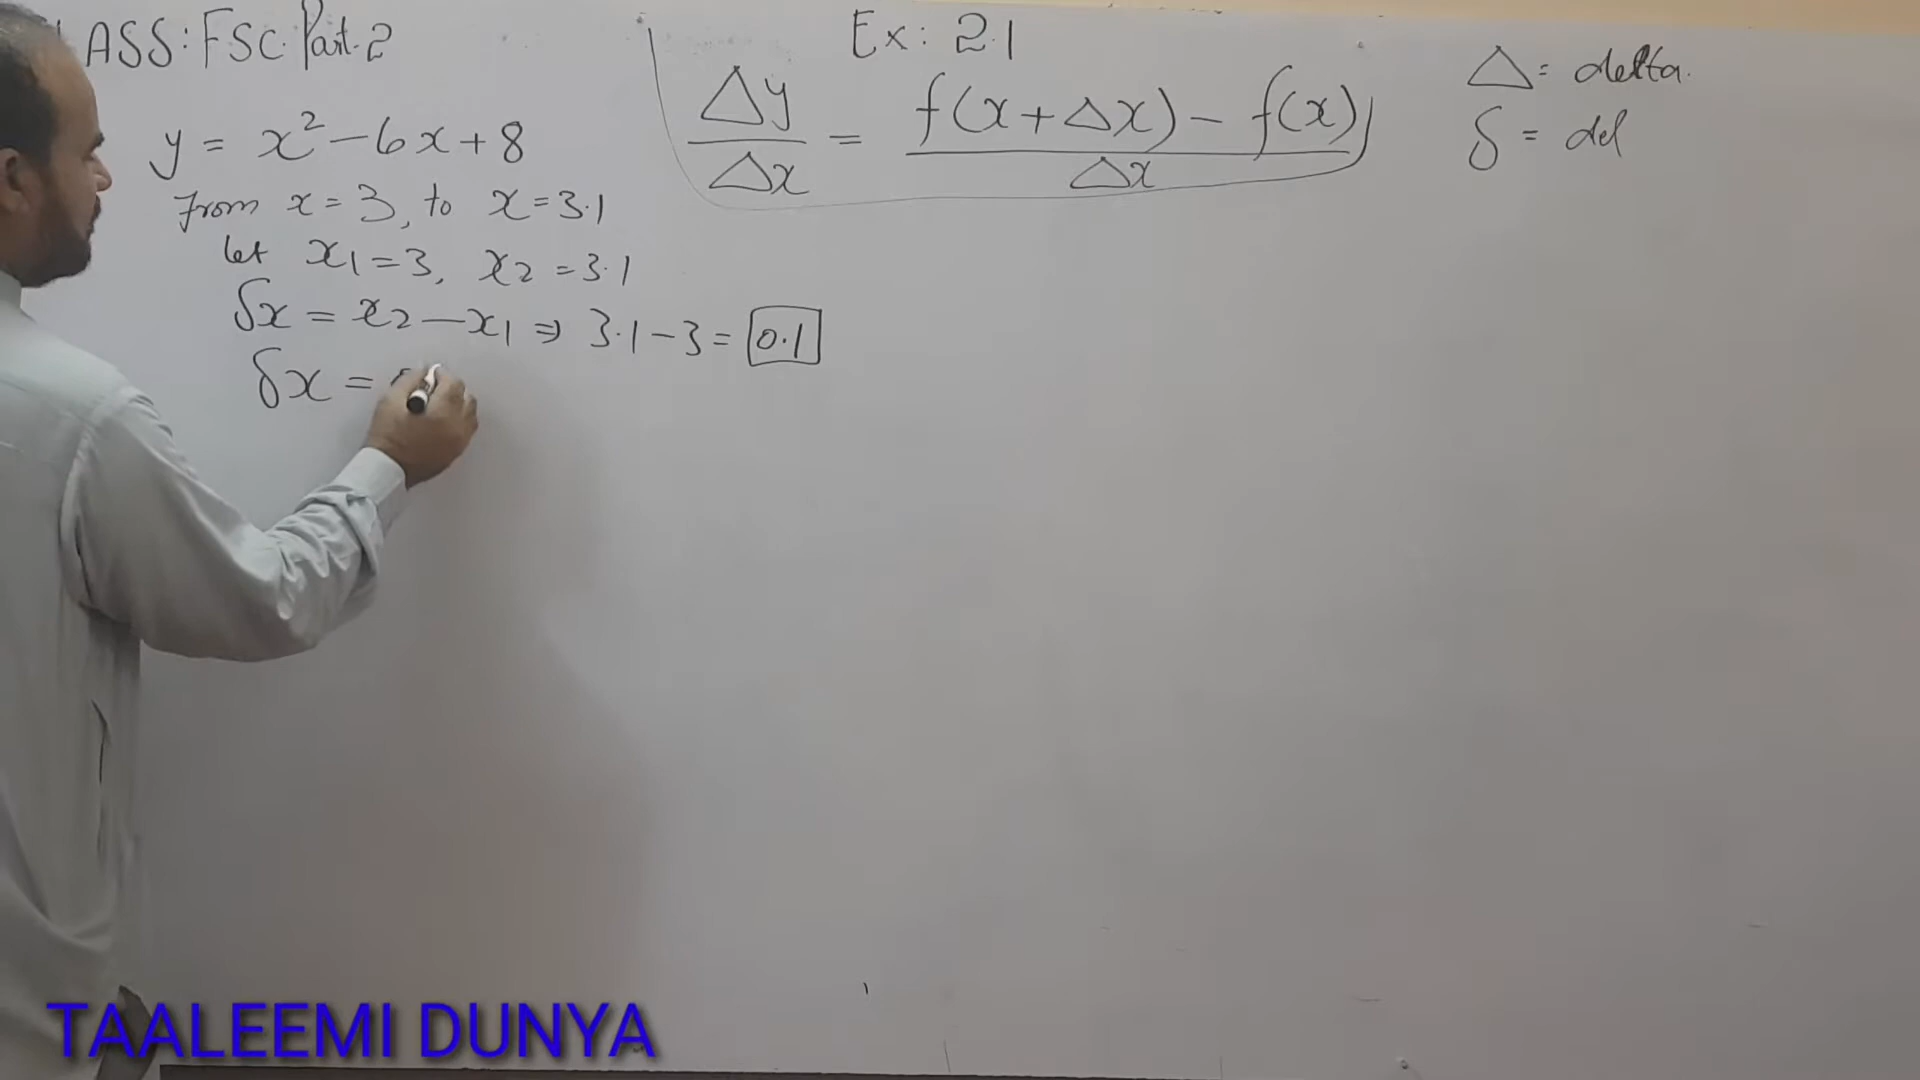 LASS: FSC. Part. 2
Ex: 2.1
y = x² - 6x + 8
From x = 3, to x = 3.1
let x₁ = 3, x₂ = 3.1
δx = x₂ - x₁ ⇒ 3.1 - 3 = 0.1
δx =
Δy/Δx = f(x + Δx) - f(x)/Δx
Δ = delta.
δ = del
TAALEEMI DUNYA